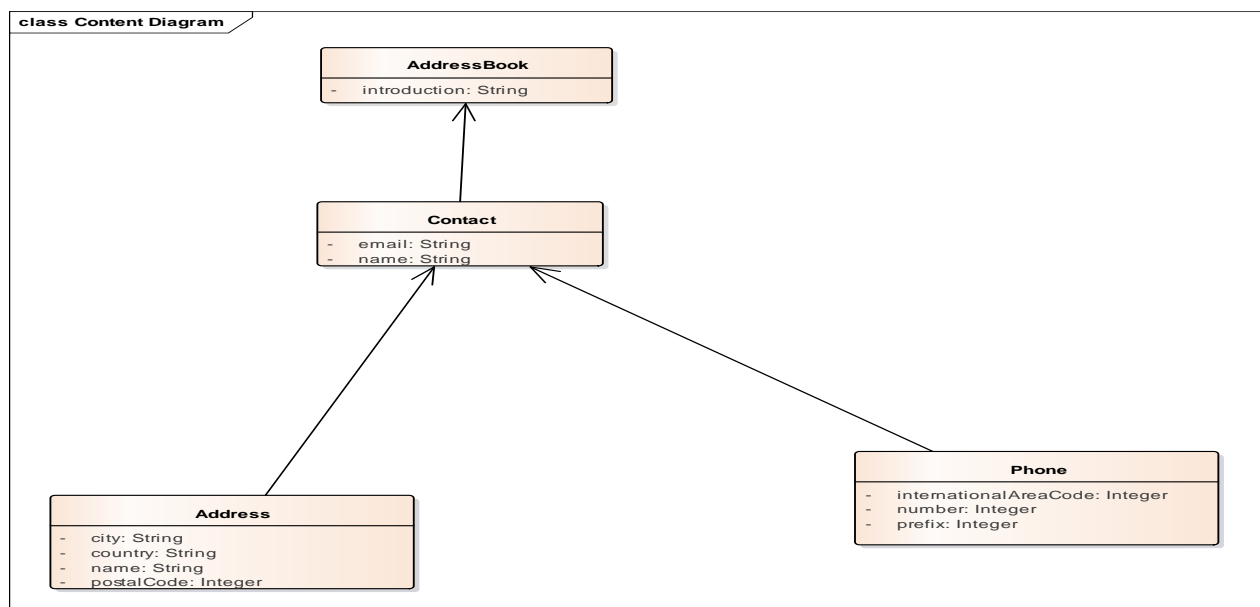 class Content Diagram
AddressBook
- introduction: String
Contact
- email: String
- name: String
Address
- city: String
- country: String
- name: String
- postalCode: Integer
Phone
- internationalAreaCode: Integer
- number: Integer
- prefix: Integer